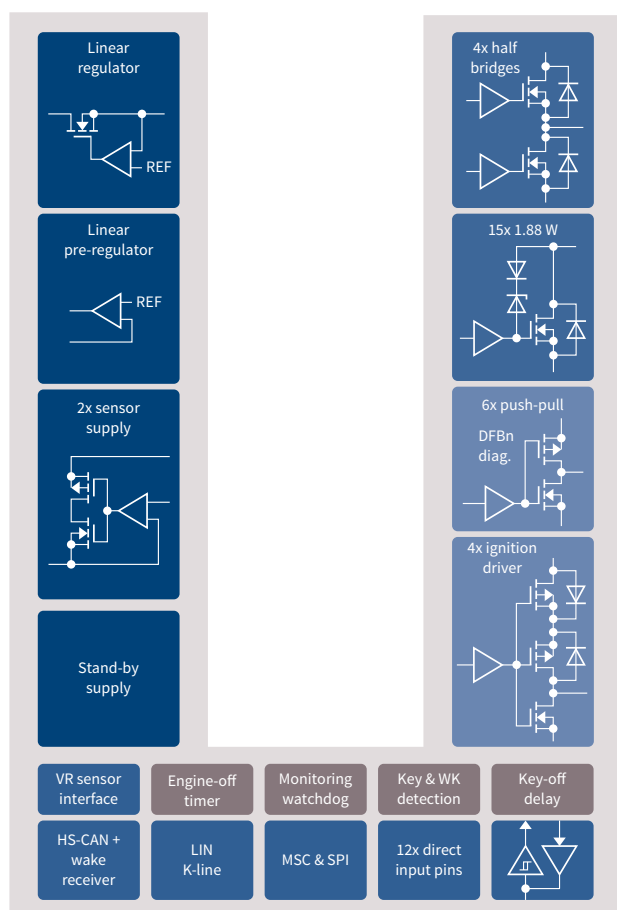 Linear
regulator
REF
Linear
pre-regulator
REF
2x sensor
supply
Stand-by
supply
4x half
bridges
15x 1.88 W
6x push-pull
DFBn
diag.
4x ignition
driver
VR sensor
interface
Engine-off
timer
Monitoring
watchdog
Key & WK
detection
Key-off
delay
HS-CAN +
wake
receiver
LIN
K-line
MSC & SPI
12x direct
input pins